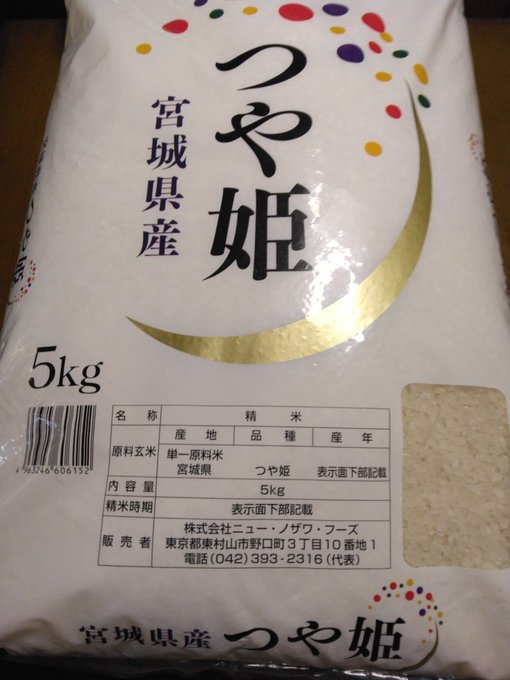 つや姫
宮城県産
5kg
4 963246 606152
名称 精米
原料玄米 産地 品種 産年
単一原料米
宮城県 つや姫 表示面下部記載
内容量 5kg
精米時期 表示面下部記載
販売者 株式会社ニュー・ノザワ・フーズ
東京都東村山市野口町3丁目10番地1
電話(042)393-2316(代表)
宮城県産 つや姫